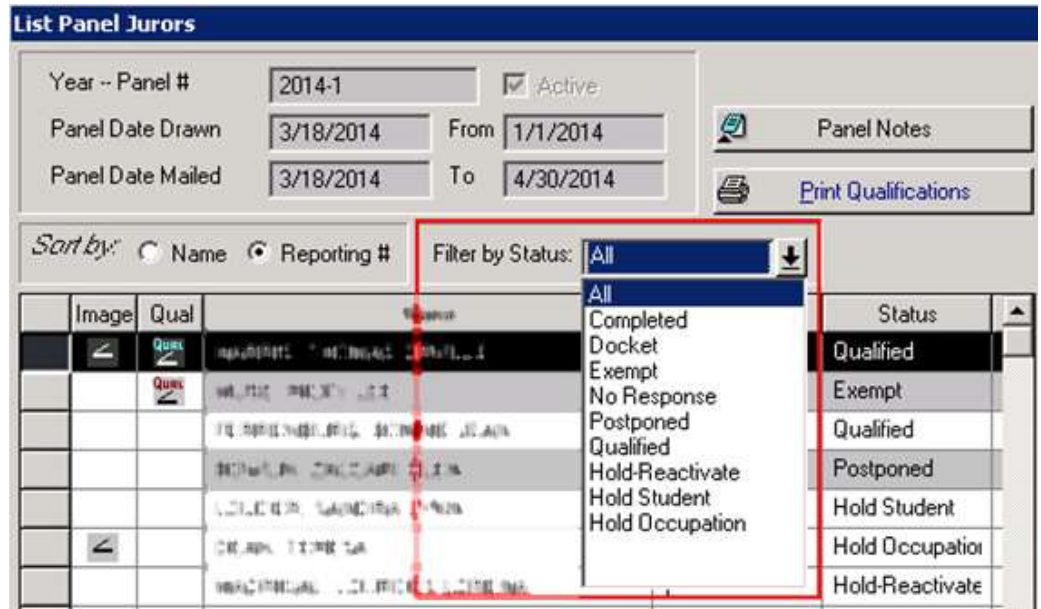 List Panel Jurors
Year -- Panel # 2014-1 Active
Panel Date Drawn 3/18/2014 From 1/1/2014 Panel Notes
Panel Date Mailed 3/18/2014 To 4/30/2014 Print Qualifications
Sort by: Name Reporting # Filter by Status: All
All
Completed
Docket
Exempt
No Response
Postponed
Qualified
Hold-Reactivate
Hold Student
Hold Occupation
Image Qual Status
QUAL Qualified
QUAL Exempt
Qualified
Postponed
Hold Student
Hold Occupatio
Hold-Reactivate